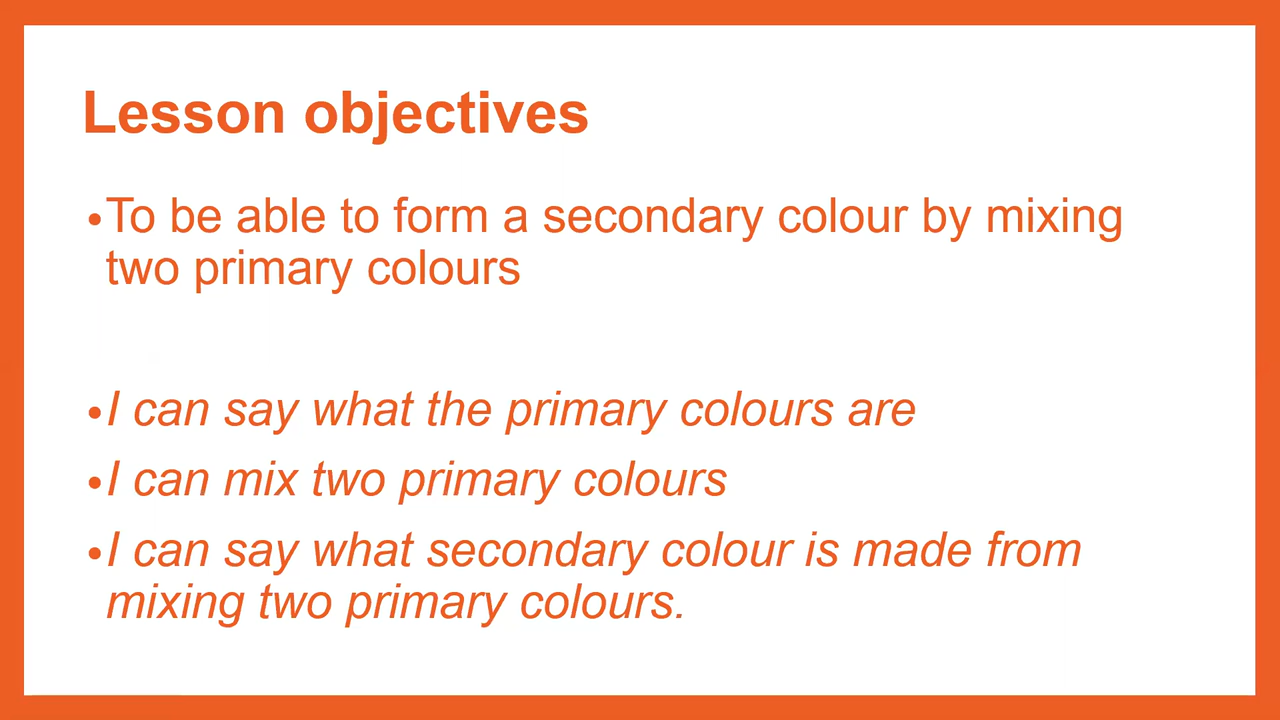 Lesson objectives
•To be able to form a secondary colour by mixing
two primary colours
•I can say what the primary colours are
•I can mix two primary colours
•I can say what secondary colour is made from
mixing two primary colours.